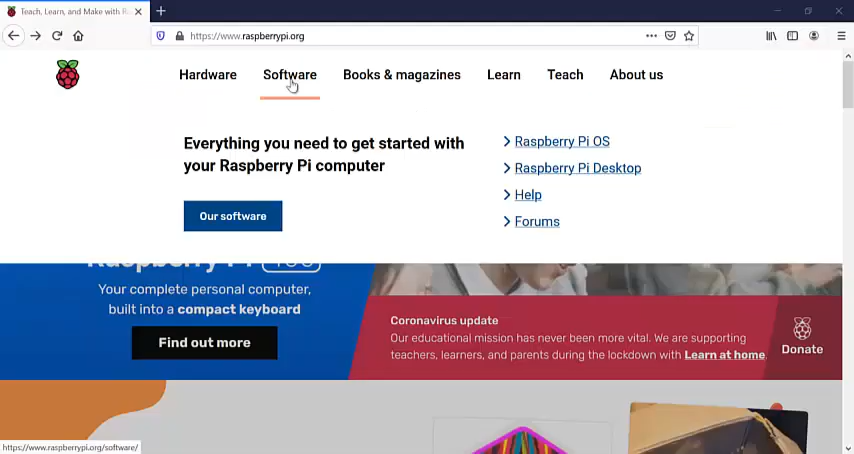 Teach, Learn, and Make with Ra
https://www.raspberrypi.org
Hardware
Software
Books & magazines
Learn
Teach
About us
Everything you need to get started with
your Raspberry Pi computer
Our software
Raspberry Pi OS
Raspberry Pi Desktop
Help
Forums
Raspberry Pi 400
Your complete personal computer,
built into a compact keyboard
Find out more
Coronavirus update
Our educational mission has never been more vital. We are supporting
teachers, learners, and parents during the lockdown with Learn at home.
Donate
https://www.raspberrypi.org/software/